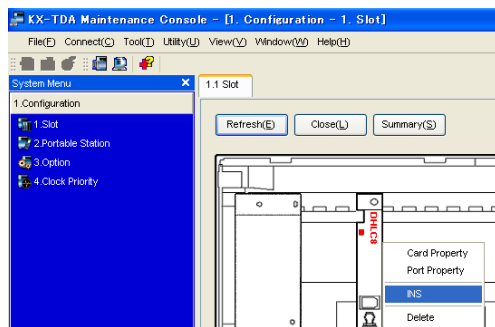 KX-TDA Maintenance Console - [1. Configuration - 1. Slot]
File(F) Connect(C) Tool(T) Utility(U) View(V) Window(W) Help(H)
System Menu
1.1 Slot
1.Configuration
1.Slot
2.Portable Station
3.Option
4.Clock Priority
Refresh(E) Close(L) Summary(S)
DHLC8
Card Property
Port Property
INS
Delete